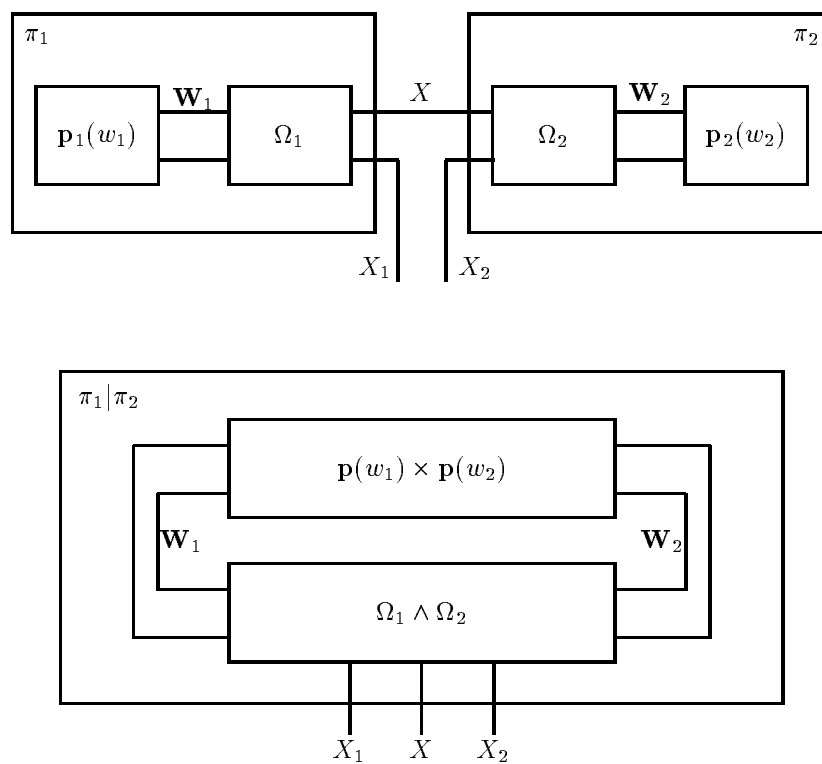 π₁ π₂
𝐖₁ X 𝐖₂
𝐩₁(w₁) Ω₁ Ω₂ 𝐩₂(w₂)
X₁ X₂
π₁|π₂
𝐩(w₁) × 𝐩(w₂)
𝐖₁ 𝐖₂
Ω₁ ∧ Ω₂
X₁ X X₂